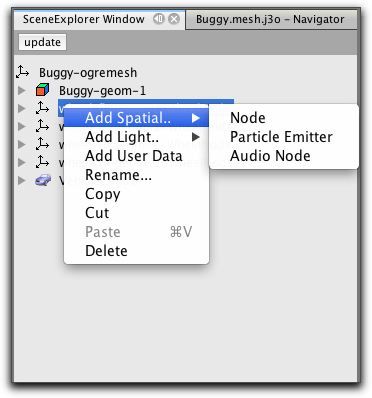 SceneExplorer Window Buggy.mesh.j3o – Navigator
update
Buggy-ogremesh
Buggy-geom-1
Add Spatial.. Node
Add Light.. Particle Emitter
Add User Data Audio Node
Rename...
Copy
Cut
Paste ⌘V
Delete